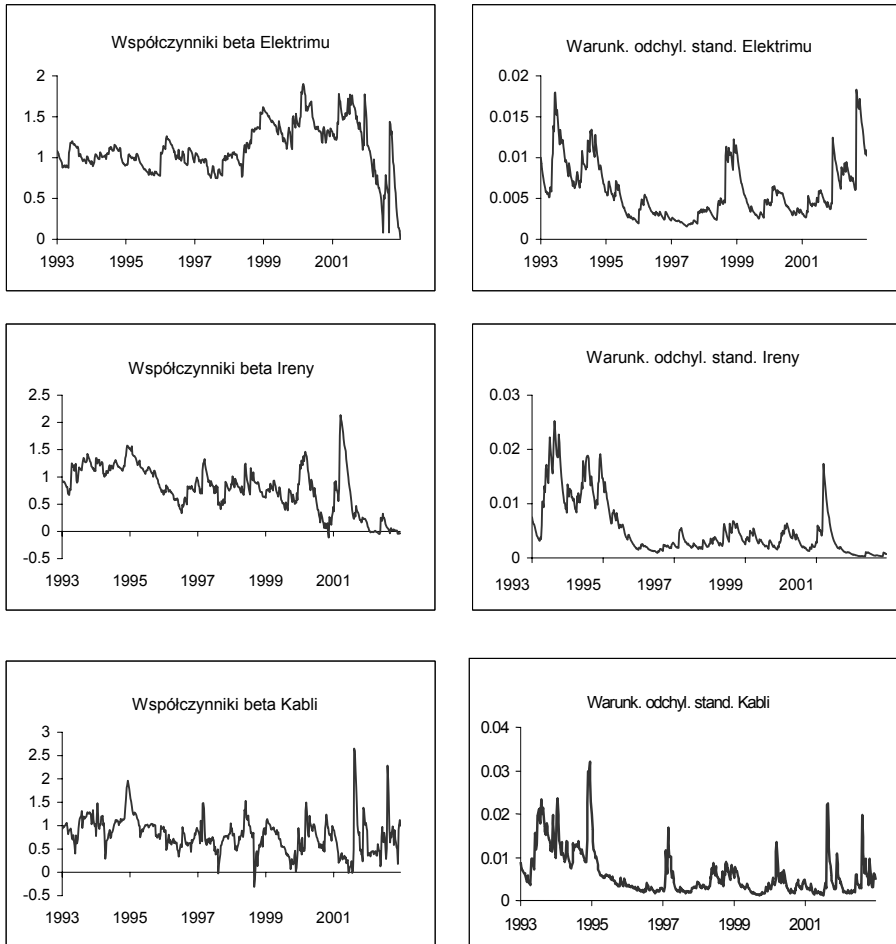 Współczynniki beta Elektrimu
2
1.5
1
0.5
0
1993 1995 1997 1999 2001
Warunk. odchyl. stand. Elektrimu
0.02
0.015
0.01
0.005
0
1993 1995 1997 1999 2001
Współczynniki beta Ireny
2.5
2
1.5
1
0.5
0
-0.5
1993 1995 1997 1999 2001
Warunk. odchyl. stand. Ireny
0.03
0.02
0.01
0
1993 1995 1997 1999 2001
Współczynniki beta Kabli
3
2.5
2
1.5
1
0.5
0
-0.5
1993 1995 1997 1999 2001
Warunk. odchyl. stand. Kabli
0.04
0.03
0.02
0.01
0
1993 1995 1997 1999 2001